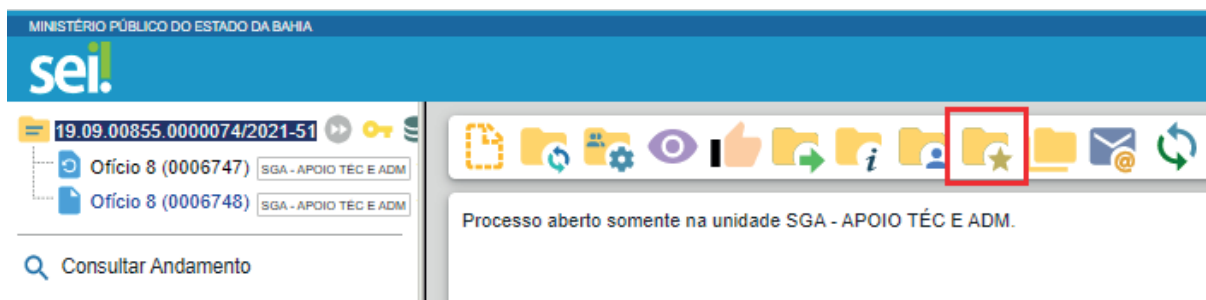 MINISTÉRIO PÚBLICO DO ESTADO DA BAHIA
sei!
19.09.00855.0000074/2021-51
Ofício 8 (0006747) SGA - APOIO TÉC E ADM
Ofício 8 (0006748) SGA - APOIO TÉC E ADM
Consultar Andamento
Processo aberto somente na unidade SGA - APOIO TÉC E ADM.